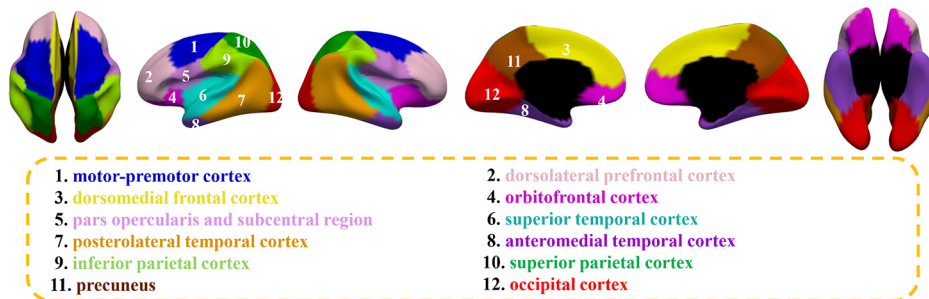 1
10
9
2
5
4
6
7
12
8
3
11
12
8
4
1. motor-premotor cortex
2. dorsolateral prefrontal cortex
3. dorsomedial frontal cortex
4. orbitofrontal cortex
5. pars opercularis and subcentral region
6. superior temporal cortex
7. posterolateral temporal cortex
8. anteromedial temporal cortex
9. inferior parietal cortex
10. superior parietal cortex
11. precuneus
12. occipital cortex